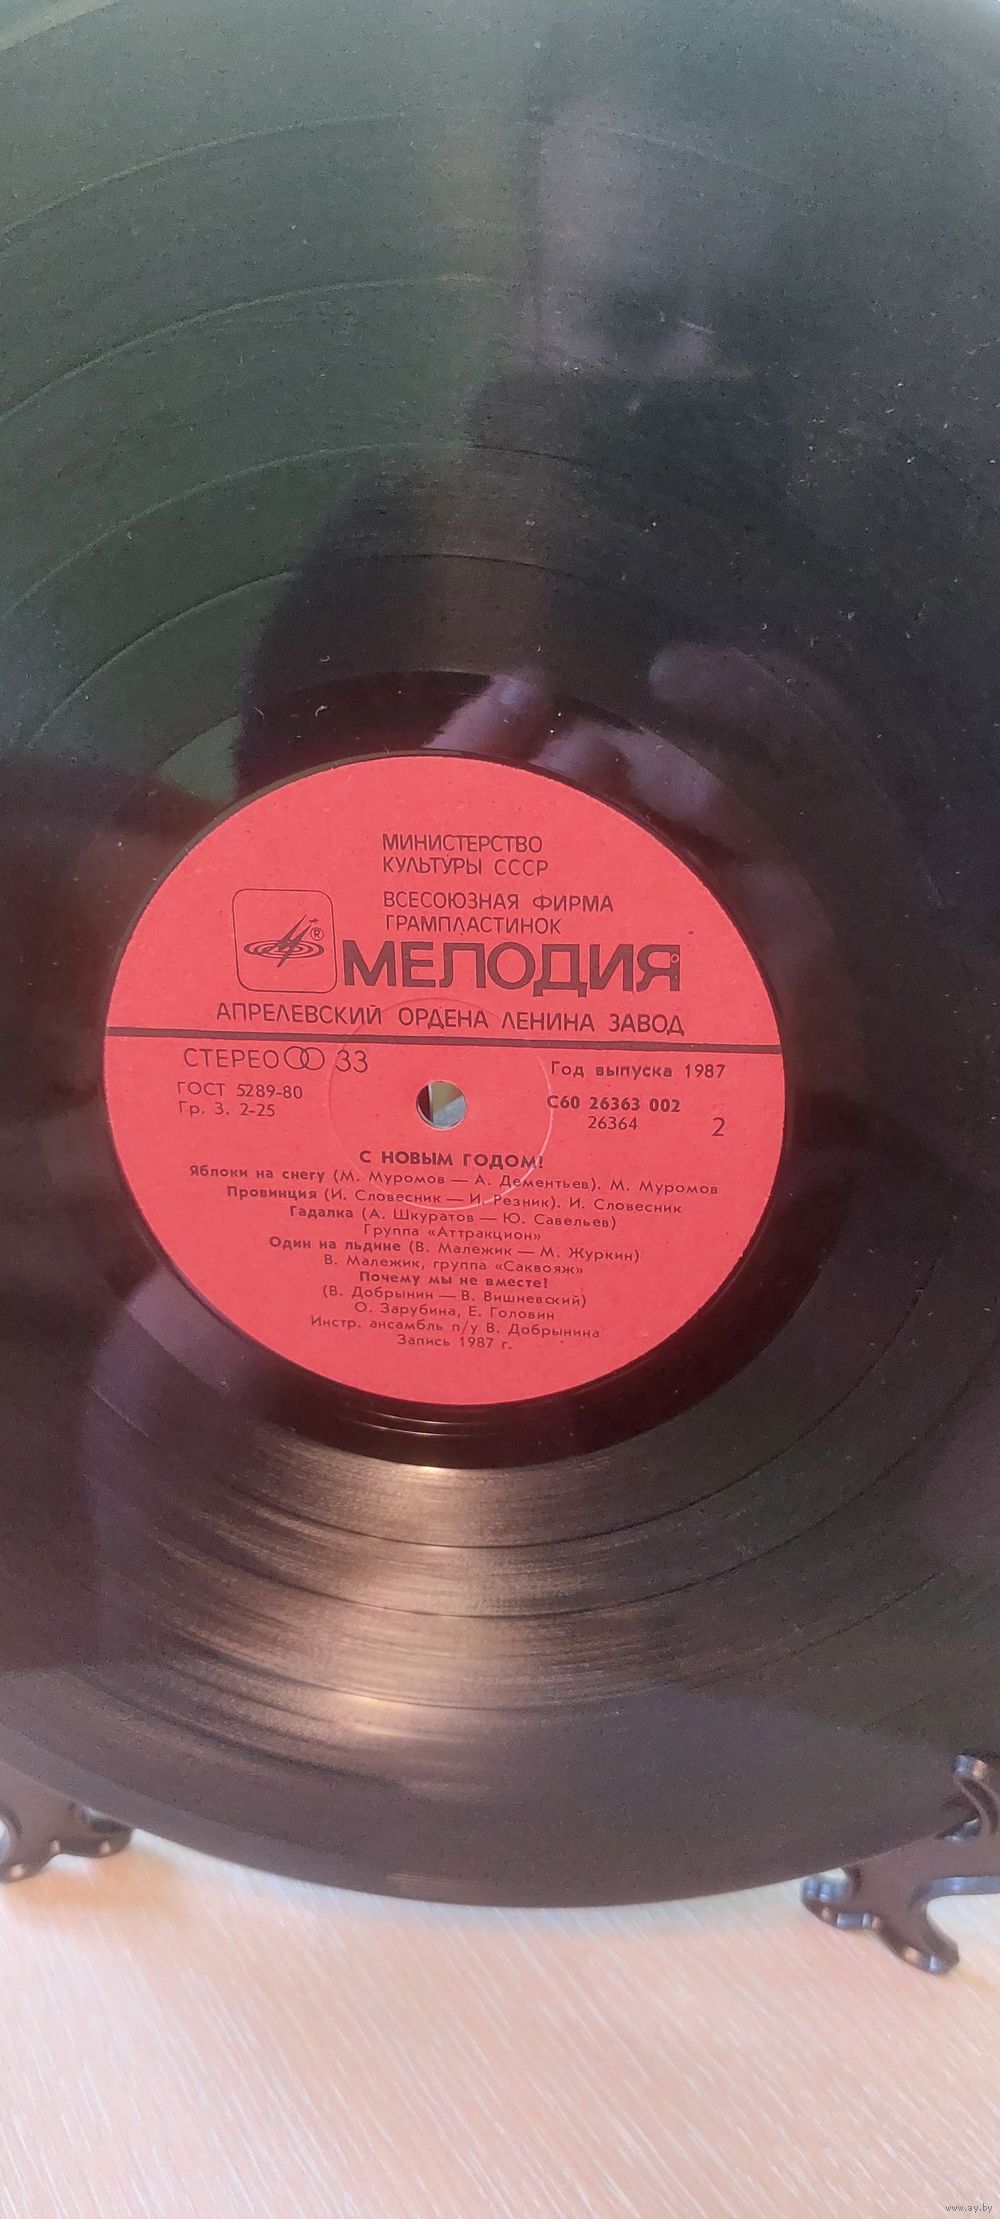 МИНИСТЕРСТВО
КУЛЬТУРЫ СССР
ВСЕСОЮЗНАЯ ФИРМА
ГРАМПЛАСТИНОК
®
МЕЛОДИЯ
АПРЕЛЕВСКИЙ ОРДЕНА ЛЕНИНА ЗАВОД
СТЕРЕО 33
Год выпуска 1987
ГОСТ 5289-80
Гр. 3. 2-25
С60 26363 002
26364
2
С НОВЫМ ГОДОМ!
Яблоки на снегу (М. Муромов — А. Дементьев). М. Муромов
Провинция (И. Словесник — И. Резник). И. Словесник
Гадалка (А. Шкуратов — Ю. Савельев)
Группа «Аттракцион»
Один на льдине (В. Малежик — М. Журкин)
В. Малежик, группа «Саквояж»
Почему мы не вместе?
(В. Добрынин — В. Вишневский)
О. Зарубина, Е. Головин
Инстр. ансамбль п/у В. Добрынина
Запись 1987 г.
www.ay.by